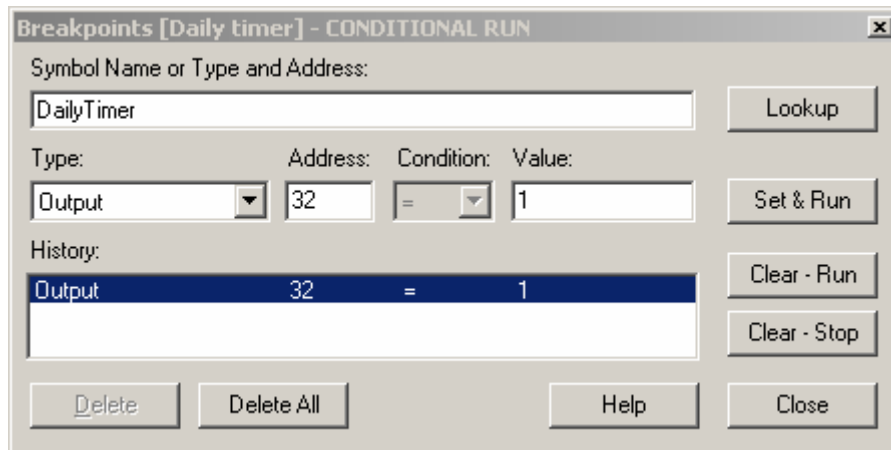 Breakpoints [Daily timer] - CONDITIONAL RUN
Symbol Name or Type and Address:
DailyTimer
Lookup
Type: Address: Condition: Value:
Output 32 = 1
Set & Run
History:
Output 32 = 1
Clear - Run
Clear - Stop
Delete Delete All Help Close